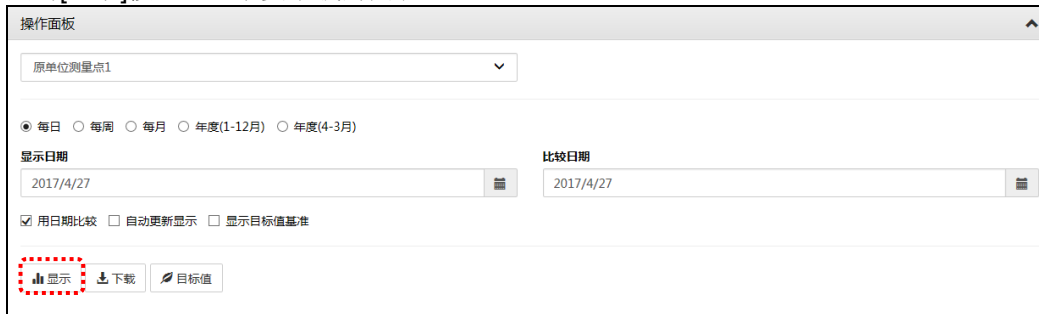 操作面板
原单位测量点1
每日 每周 每月 年度(1-12月) 年度(4-3月)
显示日期 比较日期
2017/4/27 2017/4/27
用日期比较 自动更新显示 显示目标值基准
显示 下载 目标值